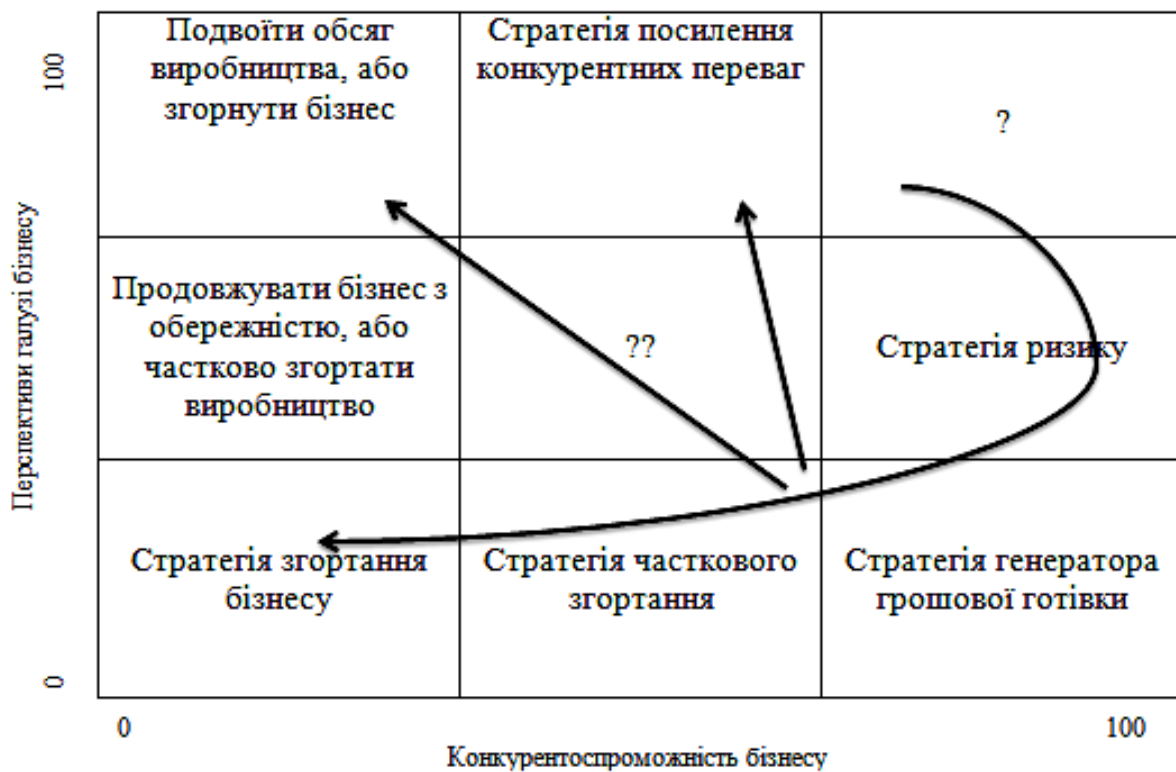 Подвоїти обсяг
виробництва, або
згорнути бізнес
Стратегія посилення
конкурентних переваг
?
100
Продовжувати бізнес з
обережністю, або
частково згортати
виробництво
??
Стратегія ризику
Перспективи галузі бізнесу
Стратегія згортання
бізнесу
Стратегія часткового
згортання
Стратегія генератора
грошової готівки
0
0
100
Конкурентоспроможність бізнесу